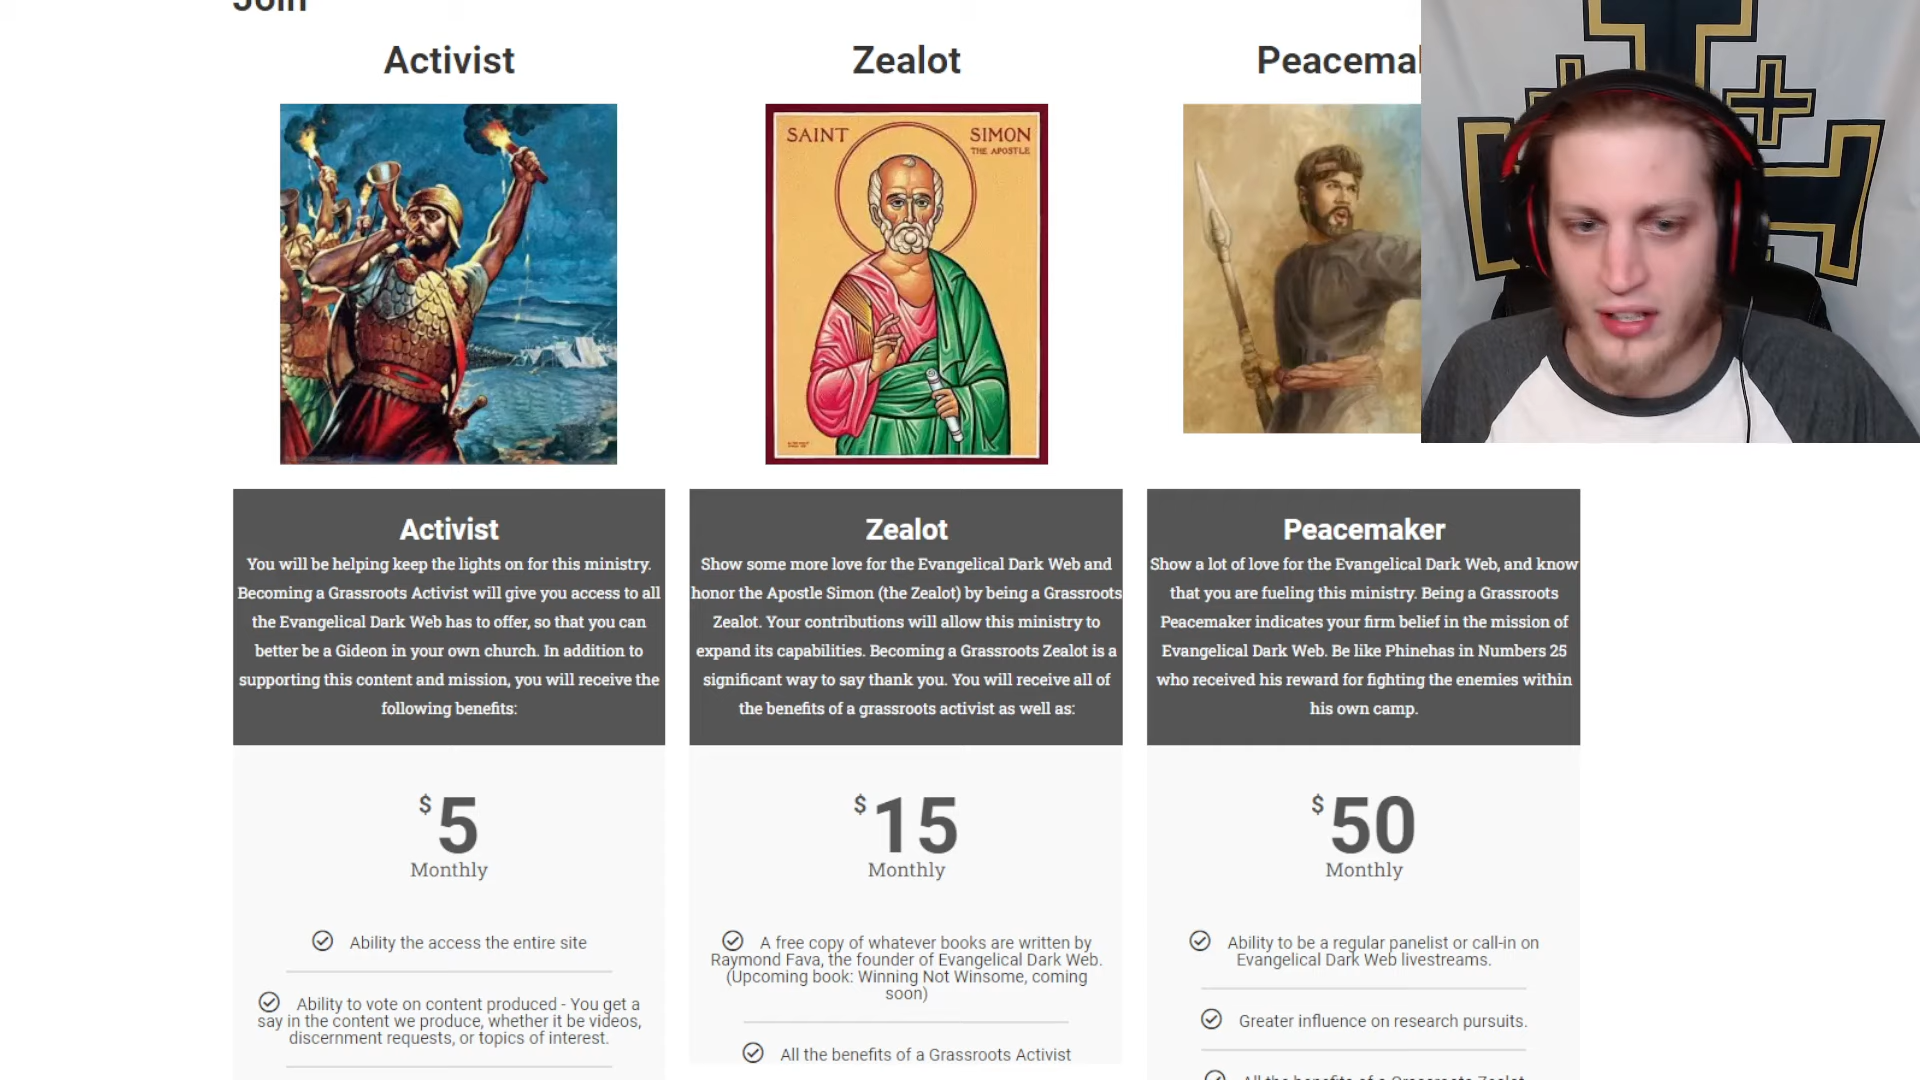 Join
Activist
Zealot
Peacemal
SAINT
SIMON
THE APOSTLE
Activist
You will be helping keep the lights on for this ministry.
Becoming a Grassroots Activist will give you access to all
the Evangelical Dark Web has to offer, so that you can
better be a Gideon in your own church. In addition to
supporting this content and mission, you will receive the
following benefits:
$5
Monthly
Ability the access the entire site
Ability to vote on content produced - You get a
say in the content we produce, whether it be videos,
discernment requests, or topics of interest.
Zealot
Show some more love for the Evangelical Dark Web and
honor the Apostle Simon (the Zealot) by being a Grassroots
Zealot. Your contributions will allow this ministry to
expand its capabilities. Becoming a Grassroots Zealot is a
significant way to say thank you. You will receive all of
the benefits of a grassroots activist as well as:
$15
Monthly
A free copy of whatever books are written by
Raymond Fava, the founder of Evangelical Dark Web.
(Upcoming book: Winning Not Winsome, coming
soon)
All the benefits of a Grassroots Activist
Peacemaker
Show a lot of love for the Evangelical Dark Web, and know
that you are fueling this ministry. Being a Grassroots
Peacemaker indicates your firm belief in the mission of
Evangelical Dark Web. Be like Phinehas in Numbers 25
who received his reward for fighting the enemies within
his own camp.
$50
Monthly
Ability to be a regular panelist or call-in on
Evangelical Dark Web livestreams.
Greater influence on research pursuits.
All the benefits of a Grassroots Zealot